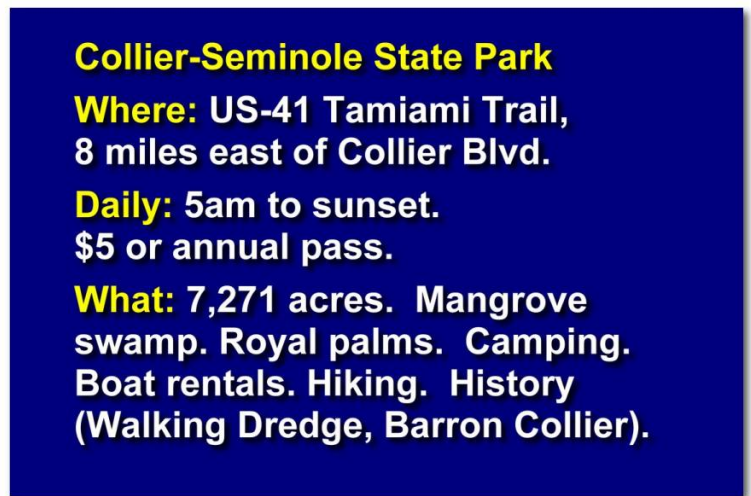 Collier-Seminole State Park
Where: US-41 Tamiami Trail,
8 miles east of Collier Blvd.
Daily: 5am to sunset.
$5 or annual pass.
What: 7,271 acres.  Mangrove
swamp. Royal palms.  Camping.
Boat rentals. Hiking.  History
(Walking Dredge, Barron Collier).